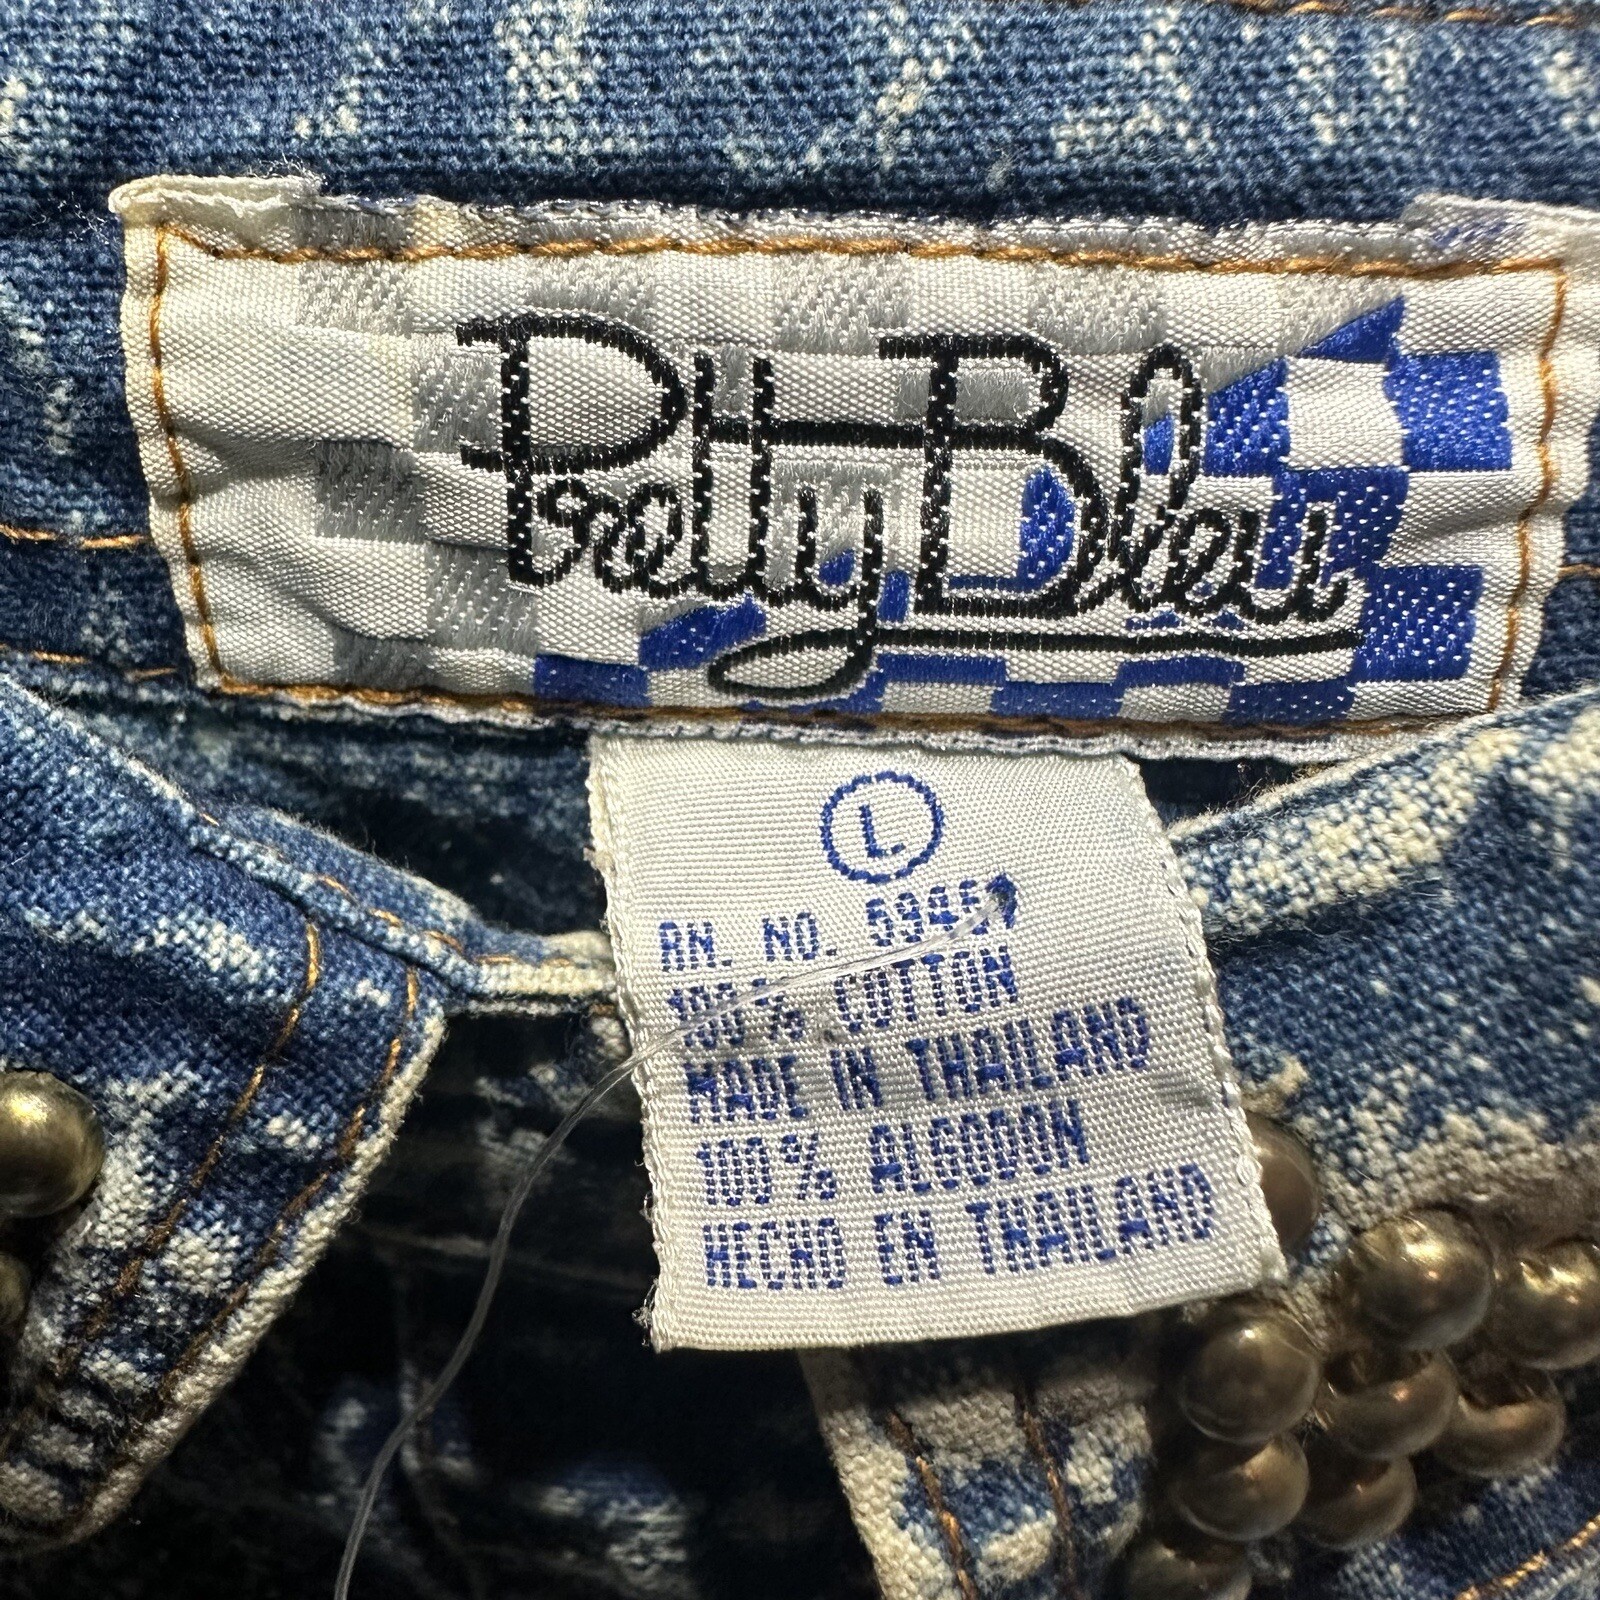 Pretty Bleu
L
RN. NO.
100% COTTON
MADE IN THAILAND
100% ALGODON
HECHO EN THAILAND